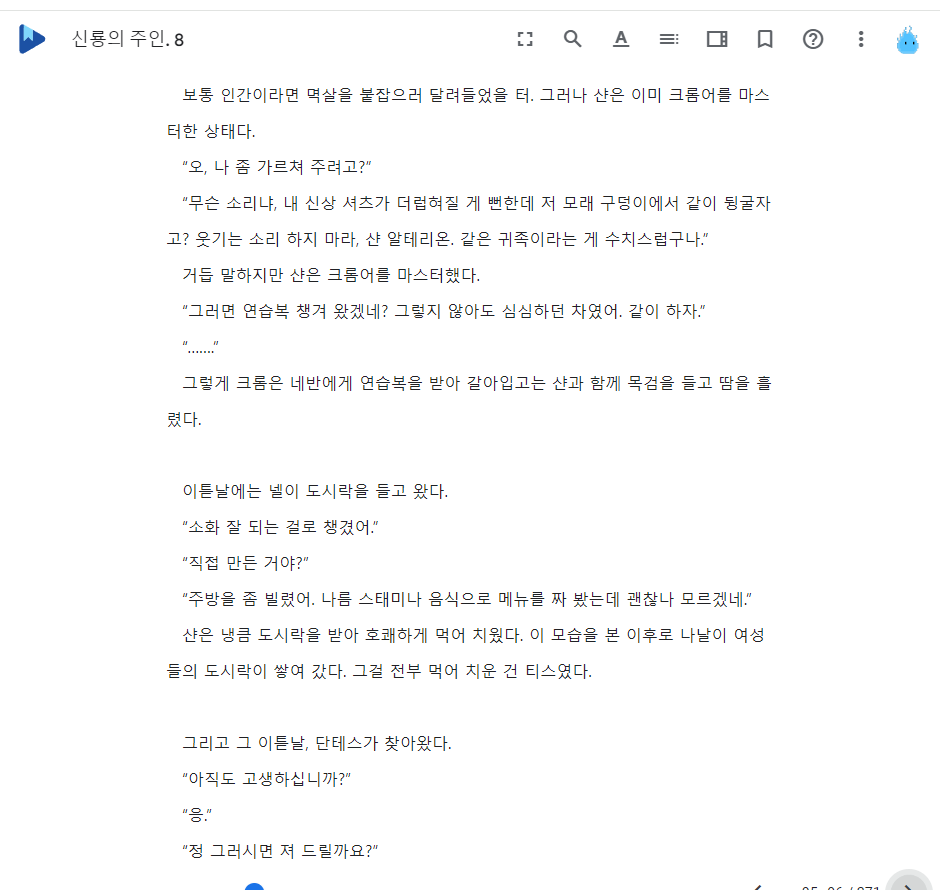 신룡의 주인. 8
보통 인간이라면 멱살을 붙잡으러 달려들었을 터. 그러나 샨은 이미 크롬어를 마스
터한 상태다.
“오, 나 좀 가르쳐 주려고?”
“무슨 소리냐, 내 신상 셔츠가 더럽혀질 게 뻔한데 저 모래 구덩이에서 같이 뒹굴자
고? 웃기는 소리 하지 마라, 샨 알테리온. 같은 귀족이라는 게 수치스럽구나.”
거듭 말하지만 샨은 크롬어를 마스터했다.
“그러면 연습복 챙겨 왔겠네? 그렇지 않아도 심심하던 차였어. 같이 하자.”
“…….”
그렇게 크롬은 네반에게 연습복을 받아 갈아입고는 샨과 함께 목검을 들고 땀을 흘
렸다.
이튿날에는 넬이 도시락을 들고 왔다.
“소화 잘 되는 걸로 챙겼어.”
“직접 만든 거야?”
“주방을 좀 빌렸어. 나름 스태미나 음식으로 메뉴를 짜 봤는데 괜찮나 모르겠네.”
샨은 냉큼 도시락을 받아 호쾌하게 먹어 치웠다. 이 모습을 본 이후로 나날이 여성
들의 도시락이 쌓여 갔다. 그걸 전부 먹어 치운 건 티스였다.
그리고 그 이튿날, 단테스가 찾아왔다.
“아직도 고생하십니까?”
“응.”
“정 그러시면 져 드릴까요?”